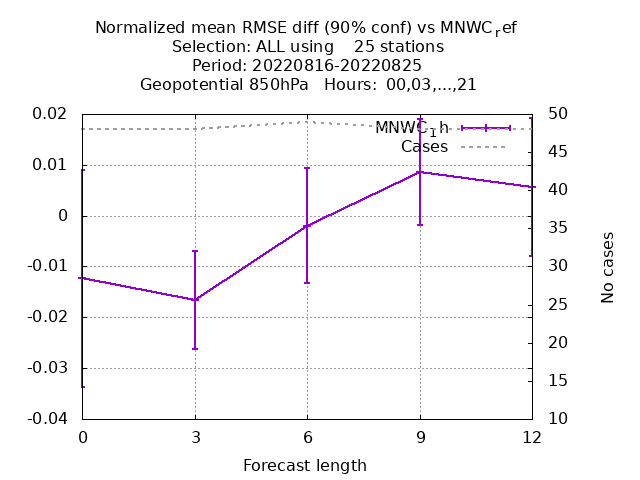 Normalized mean RMSE diff (90% conf) vs MNWC_ref
Selection: ALL using    25 stations
Period: 20220816-20220825
Geopotential 850hPa   Hours:  00,03,...,21
0.02
0.01
0
-0.01
-0.02
-0.03
-0.04
MNWC_1h
Cases
50
45
40
35
30
25
20
15
10
No cases
0
3
6
9
12
Forecast length